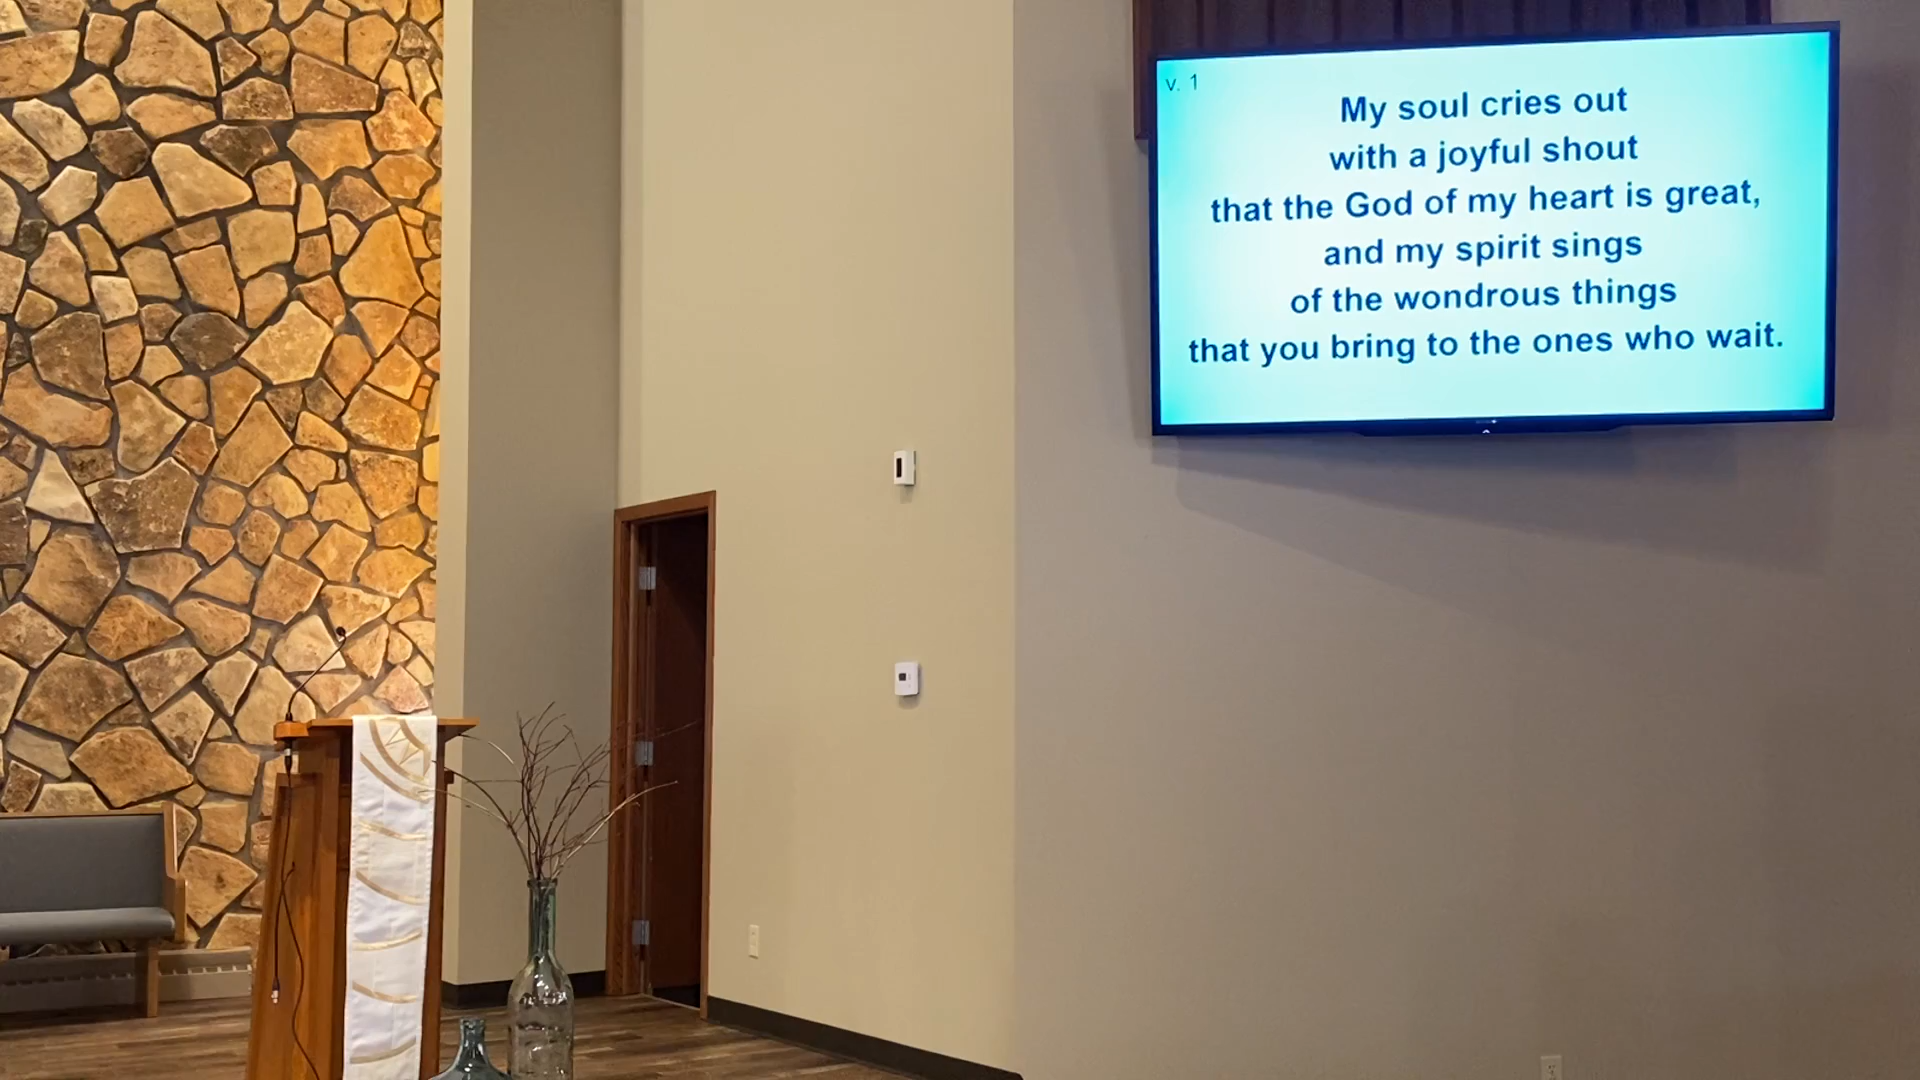 v. 1
My soul cries out
with a joyful shout
that the God of my heart is great,
and my spirit sings
of the wondrous things
that you bring to the ones who wait.